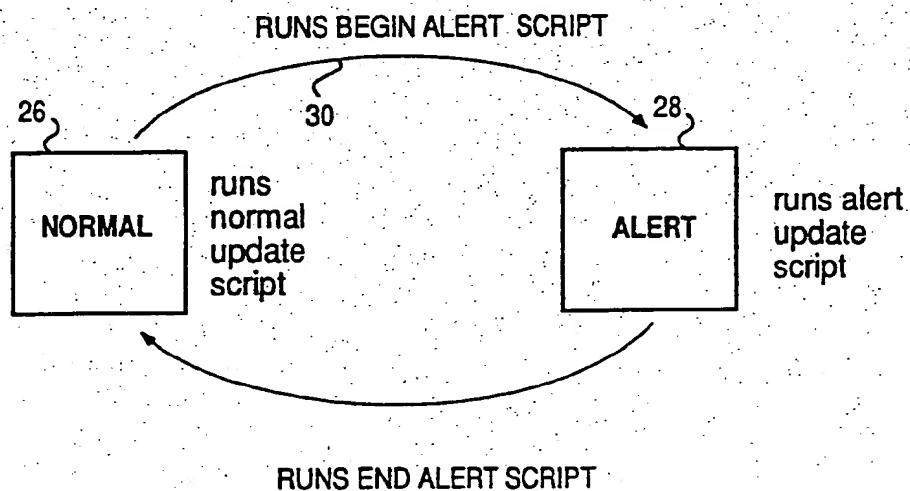 RUNS BEGIN ALERT SCRIPT
30
26
NORMAL
runs
normal
update
script
28
ALERT
runs alert
update
script
RUNS END ALERT SCRIPT